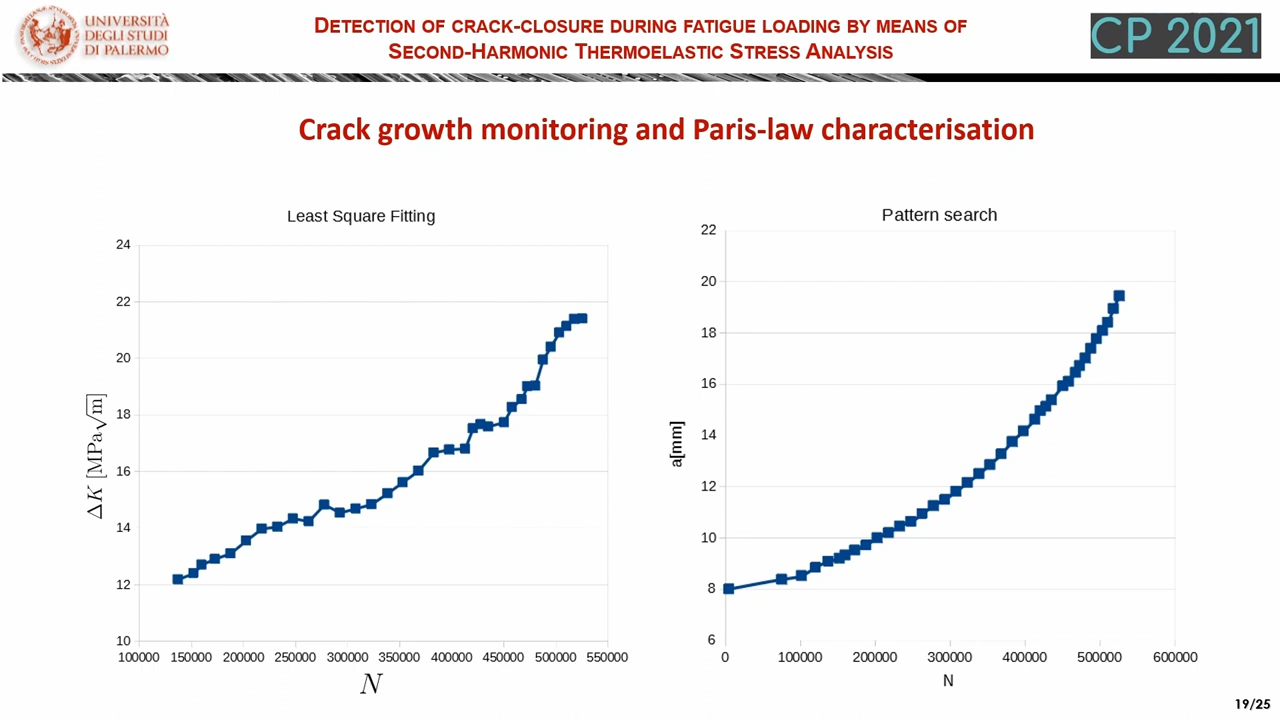 UNIVERSITÀ
DEGLI STUDI
DI PALERMO
DETECTION OF CRACK-CLOSURE DURING FATIGUE LOADING BY MEANS OF
SECOND-HARMONIC THERMOELASTIC STRESS ANALYSIS
CP 2021
Crack growth monitoring and Paris-law characterisation
Least Square Fitting
24
22
20
18
16
14
12
10
ΔK [MPa√m]
100000 150000 200000 250000 300000 350000 400000 450000 500000 550000
N
Pattern search
22
20
18
16
14
12
10
8
6
a[mm]
0 100000 200000 300000 400000 500000 600000
N
19/25